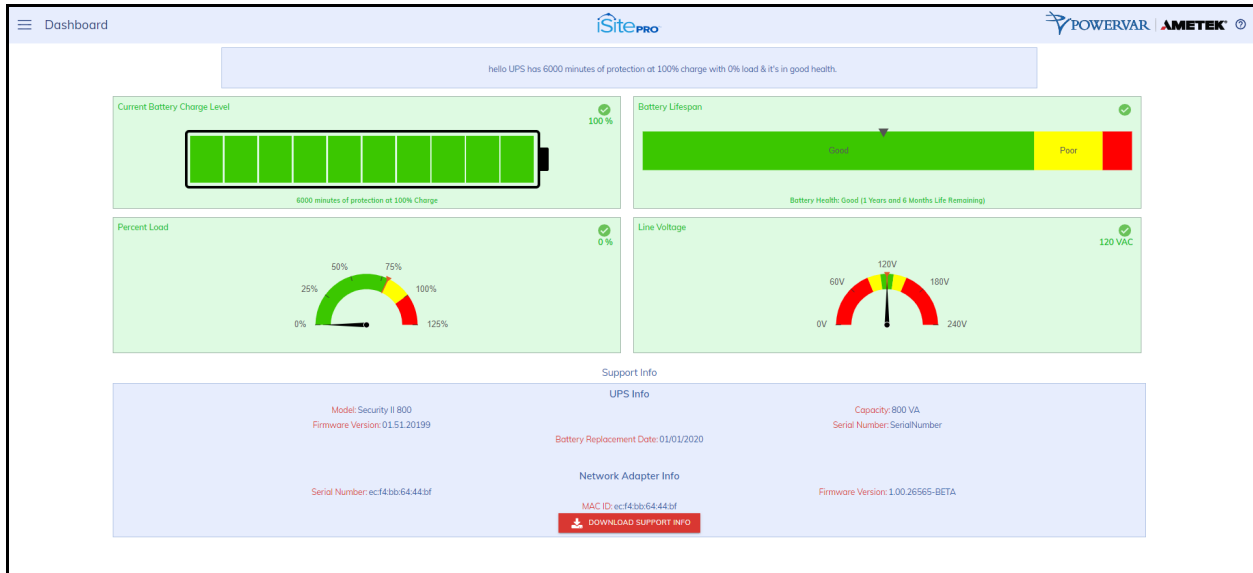 Dashboard
iSite PRO
POWERVAR | AMETEK®
hello UPS has 6000 minutes of protection at 100% charge with 0% load & it's in good health.
Current Battery Charge Level
100 %
6000 minutes of protection at 100% Charge
Battery Lifespan
Good
Poor
Battery Health: Good (1 Years and 6 Months Life Remaining)
Percent Load
0 %
0%
25%
50%
75%
100%
125%
Line Voltage
120 VAC
0V
60V
120V
180V
240V
Support Info
UPS Info
Model: Security II 800
Capacity: 800 VA
Firmware Version: 01.51.20199
Serial Number: SerialNumber
Battery Replacement Date: 01/01/2020
Network Adapter Info
Serial Number: ec:f4:bb:64:44:bf
Firmware Version: 1.00.26565-BETA
MAC ID: ec:f4:bb:64:44:bf
DOWNLOAD SUPPORT INFO